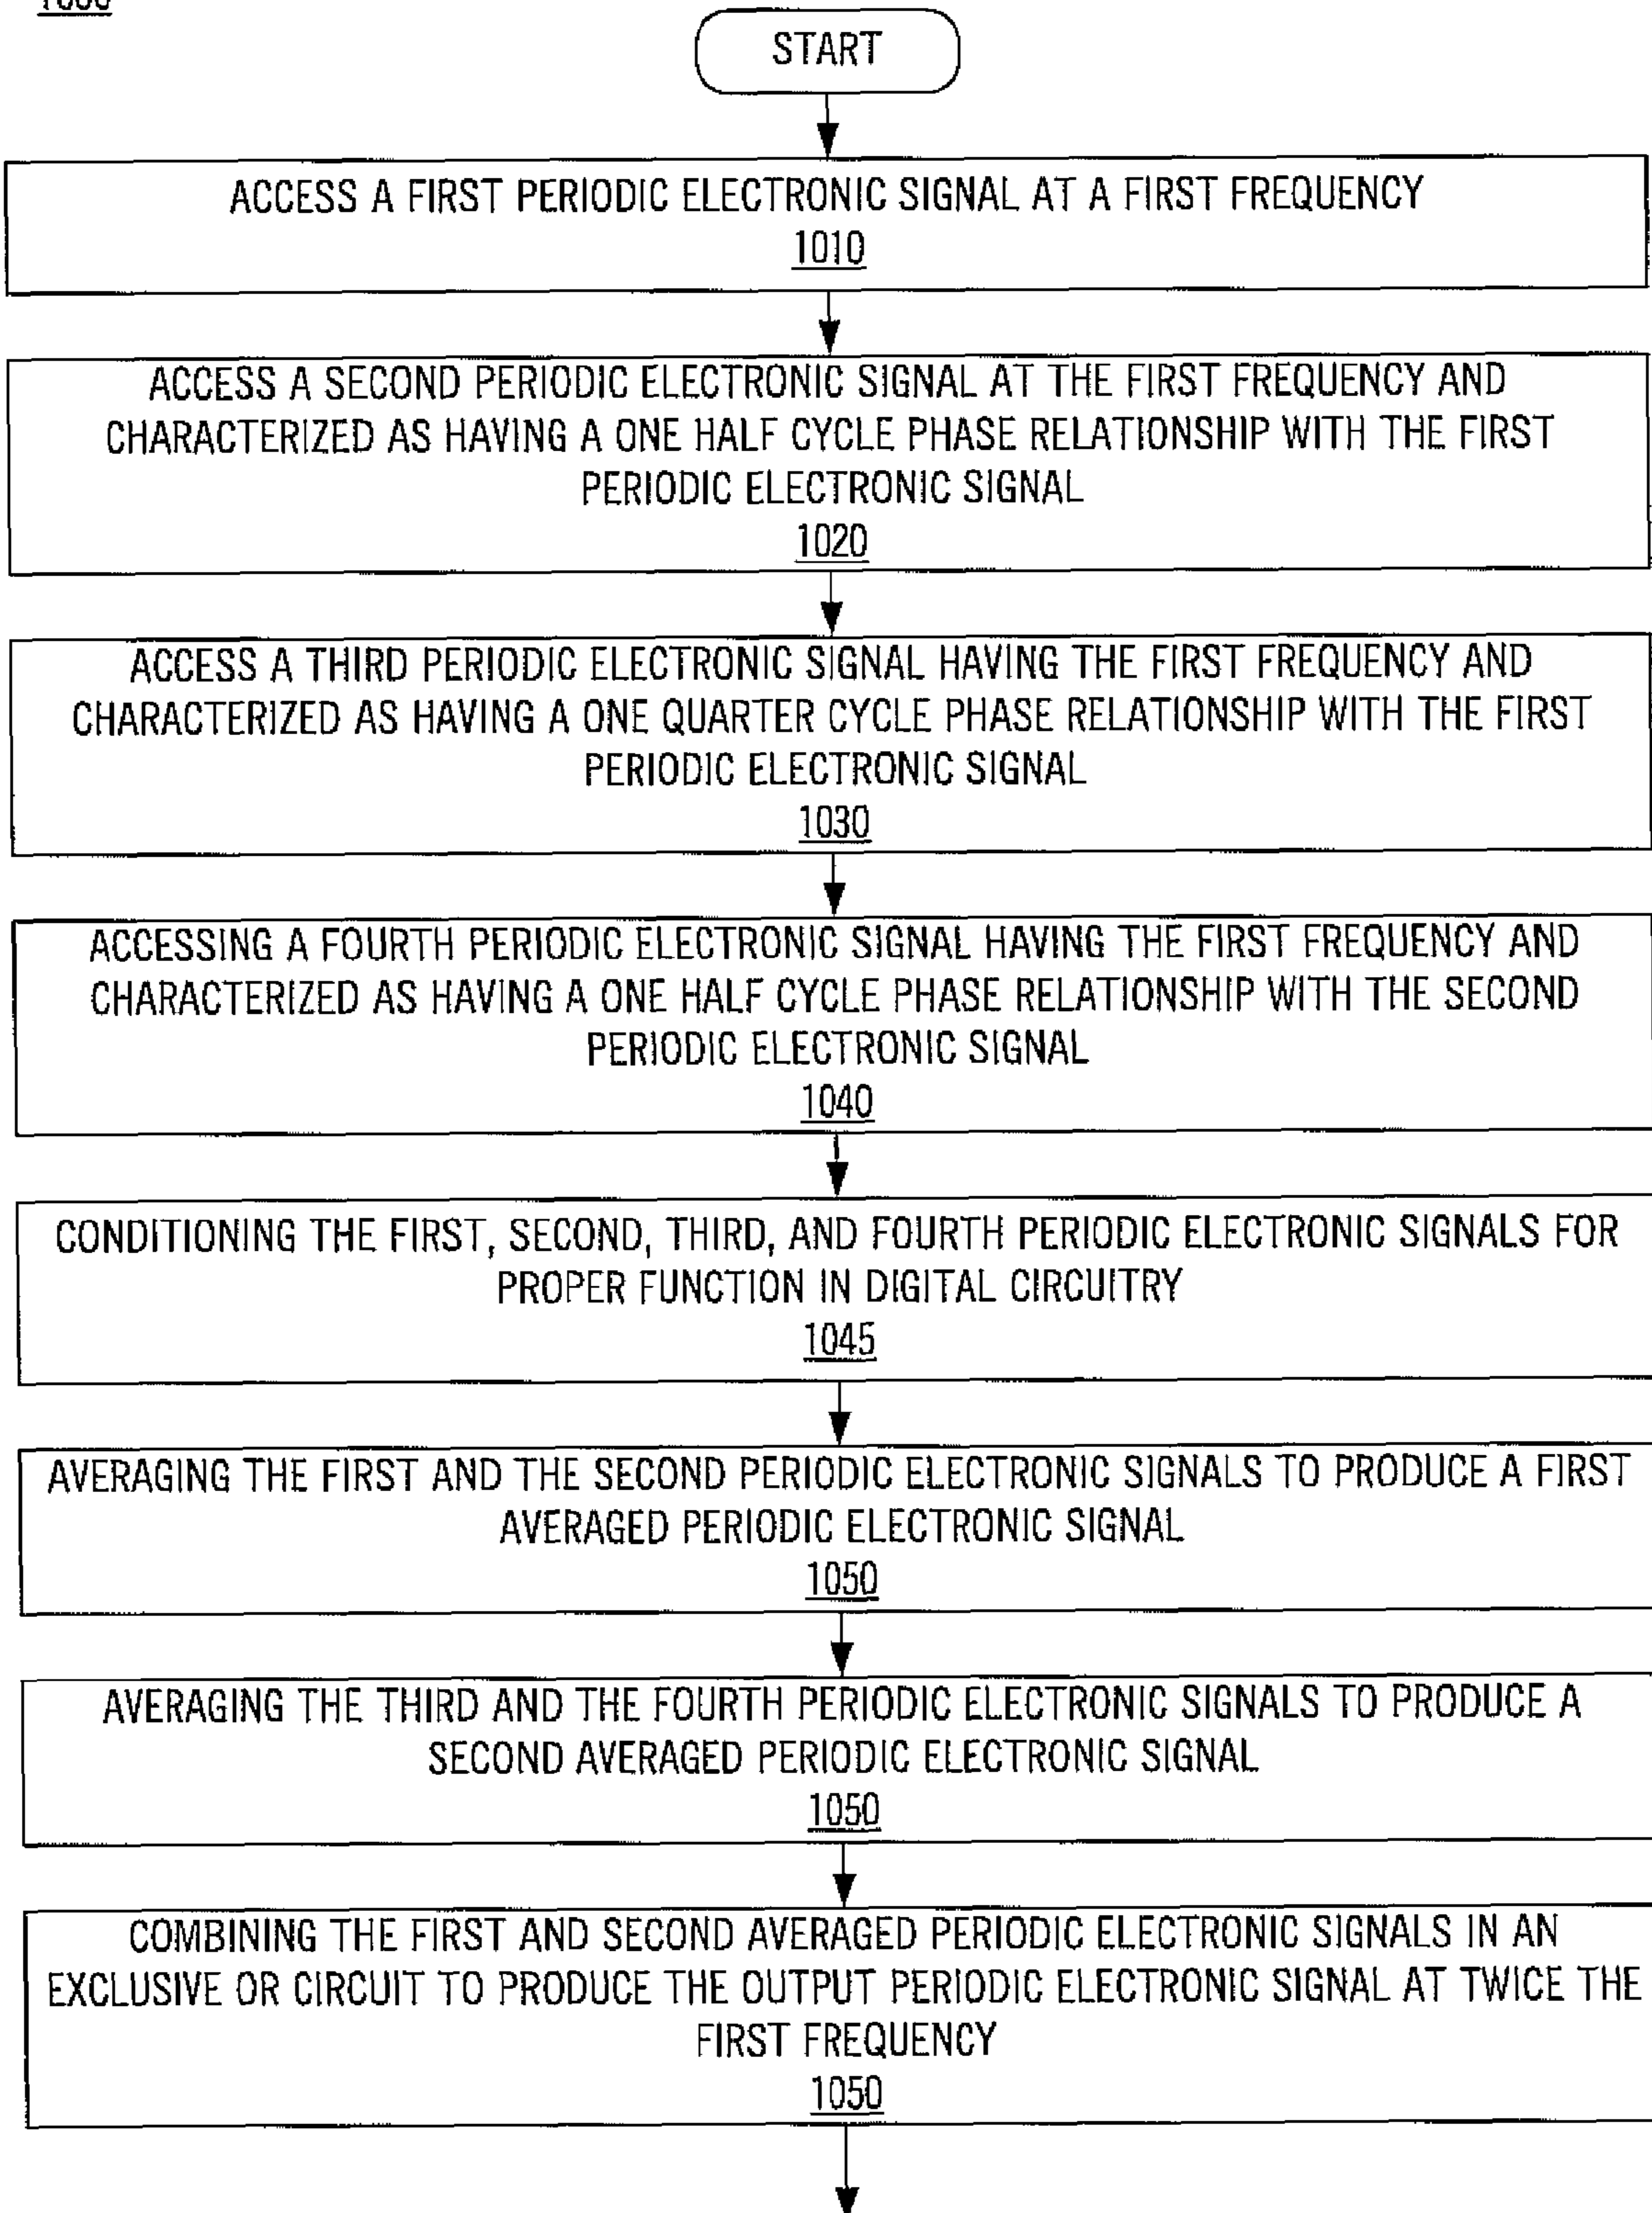 START
ACCESS A FIRST PERIODIC ELECTRONIC SIGNAL AT A FIRST FREQUENCY
1010
ACCESS A SECOND PERIODIC ELECTRONIC SIGNAL AT THE FIRST FREQUENCY AND
CHARACTERIZED AS HAVING A ONE HALF CYCLE PHASE RELATIONSHIP WITH THE FIRST
PERIODIC ELECTRONIC SIGNAL
1020
ACCESS A THIRD PERIODIC ELECTRONIC SIGNAL HAVING THE FIRST FREQUENCY AND
CHARACTERIZED AS HAVING A ONE QUARTER CYCLE PHASE RELATIONSHIP WITH THE FIRST
PERIODIC ELECTRONIC SIGNAL
1030
ACCESSING A FOURTH PERIODIC ELECTRONIC SIGNAL HAVING THE FIRST FREQUENCY AND
CHARACTERIZED AS HAVING A ONE HALF CYCLE PHASE RELATIONSHIP WITH THE SECOND
PERIODIC ELECTRONIC SIGNAL
1040
CONDITIONING THE FIRST, SECOND, THIRD, AND FOURTH PERIODIC ELECTRONIC SIGNALS FOR
PROPER FUNCTION IN DIGITAL CIRCUITRY
1045
AVERAGING THE FIRST AND THE SECOND PERIODIC ELECTRONIC SIGNALS TO PRODUCE A FIRST
AVERAGED PERIODIC ELECTRONIC SIGNAL
1050
AVERAGING THE THIRD AND THE FOURTH PERIODIC ELECTRONIC SIGNALS TO PRODUCE A
SECOND AVERAGED PERIODIC ELECTRONIC SIGNAL
1050
COMBINING THE FIRST AND SECOND AVERAGED PERIODIC ELECTRONIC SIGNALS IN AN
EXCLUSIVE OR CIRCUIT TO PRODUCE THE OUTPUT PERIODIC ELECTRONIC SIGNAL AT TWICE THE
FIRST FREQUENCY
1050